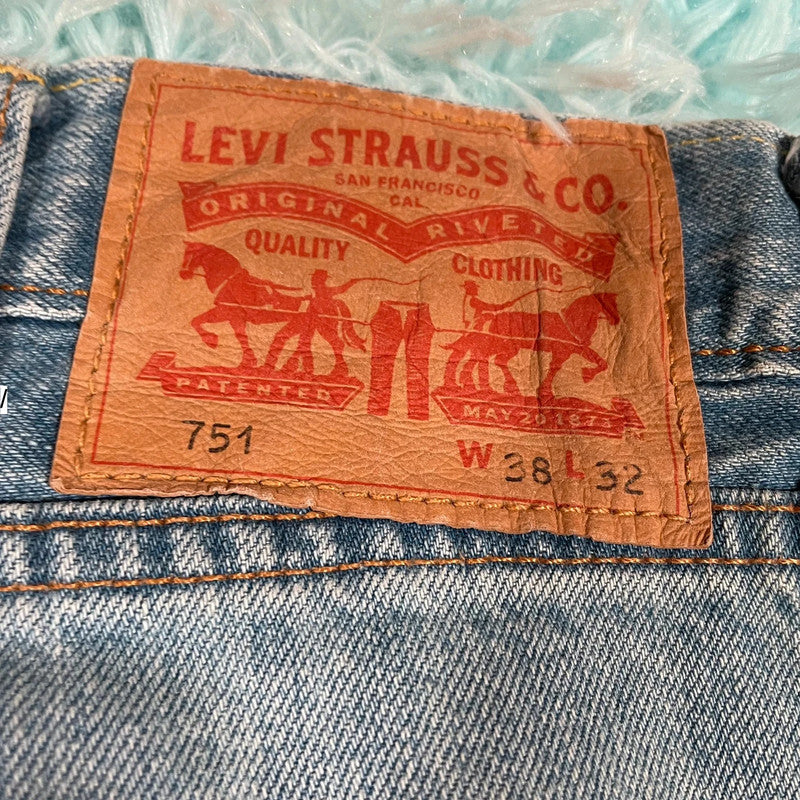 LEVI STRAUSS & CO.
SAN FRANCISCO
CAL.
ORIGINAL RIVETED
QUALITY CLOTHING
PATENTED MAY 20 1873
751 W 38 L 32